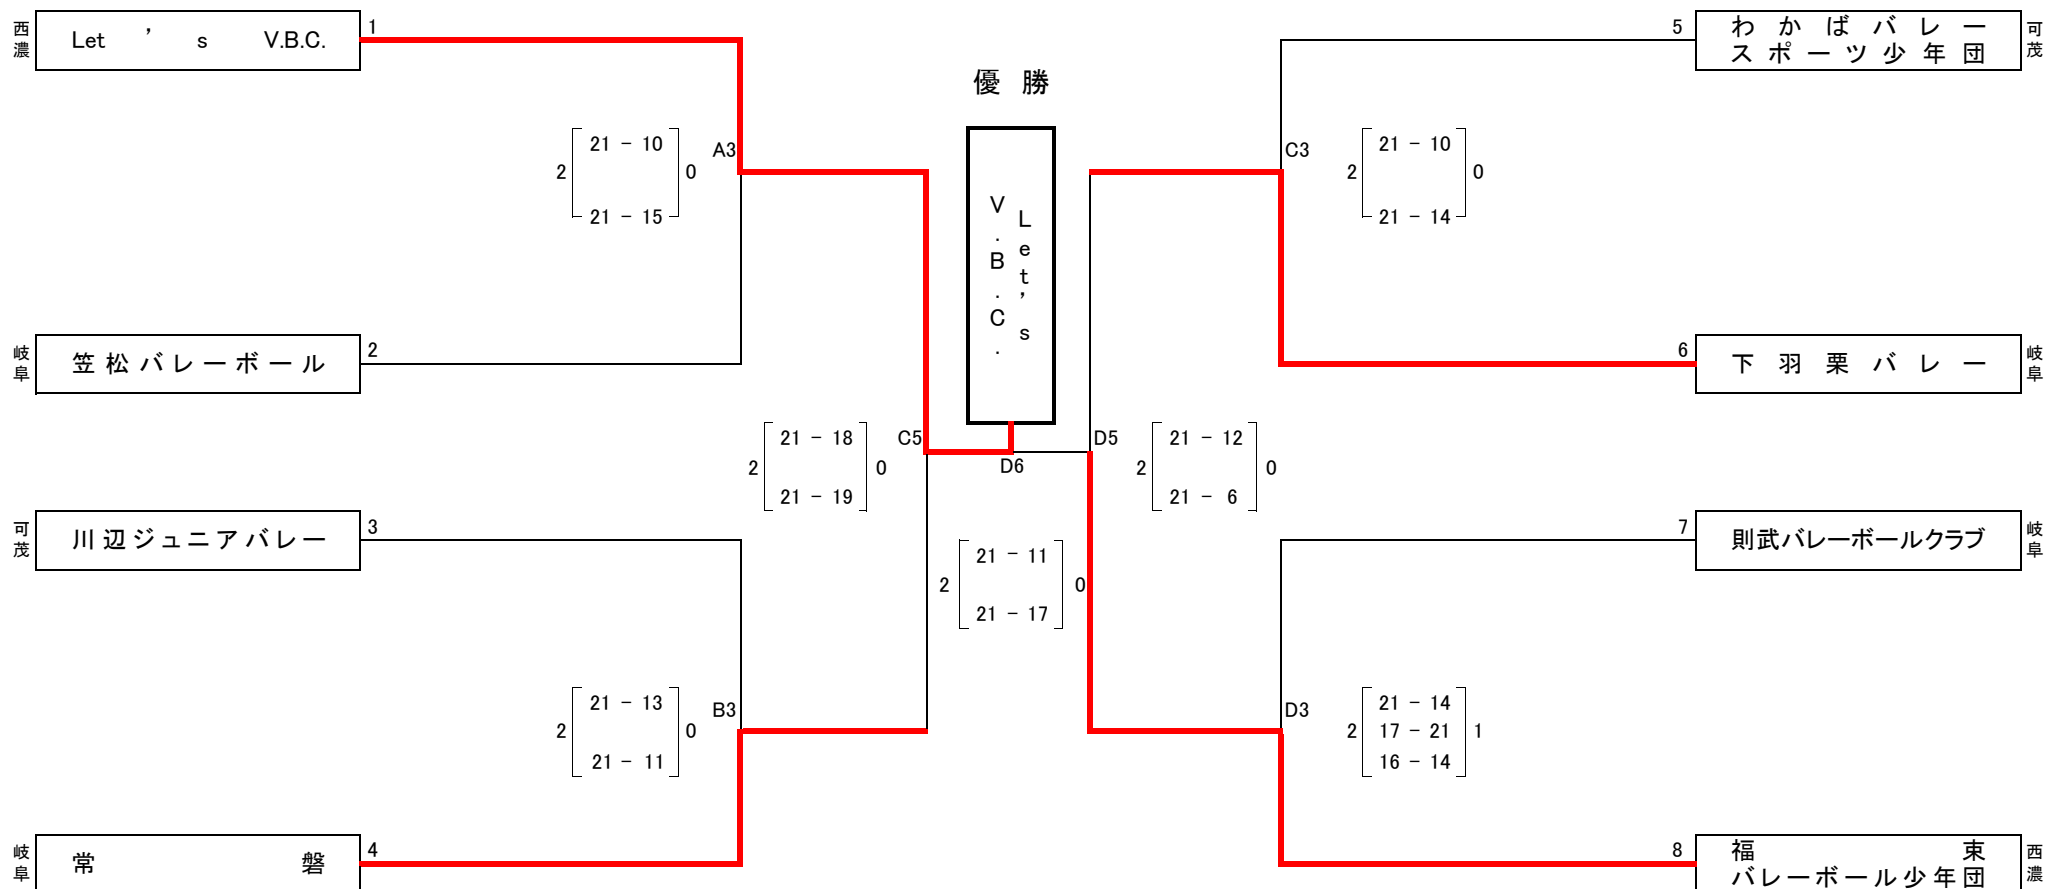 西濃
Let ’ s V.B.C.
1
5
わかばバレー
スポーツ少年団
可茂
優勝
Let’s
V.B.C.
2
21 − 10
21 − 15
0
A3
C3
2
21 − 10
21 − 14
0
岐阜
笠松バレーボール
2
6
下羽栗バレー
岐阜
2
21 − 18
21 − 19
0
C5
D6
D5
2
21 − 12
21 − 6
0
可茂
川辺ジュニアバレー
3
2
21 − 11
21 − 17
0
7
則武バレーボールクラブ
岐阜
2
21 − 13
21 − 11
0
B3
D3
2
21 − 14
17 − 21
16 − 14
1
岐阜
常磐
4
8
福束
バレーボール少年団
西濃